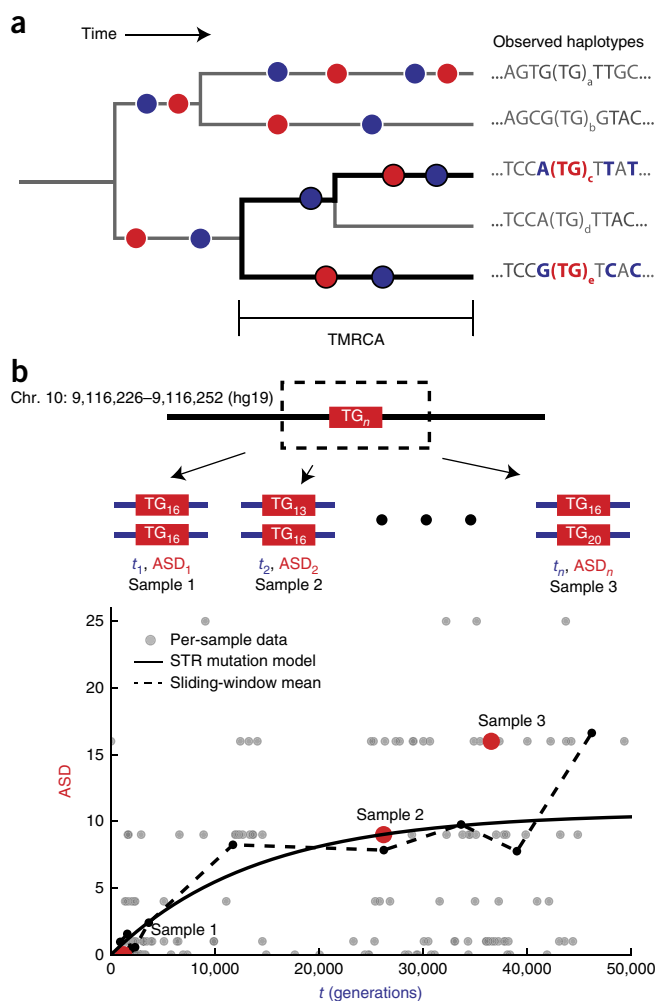 a
Time
Observed haplotypes
...AGTG(TG)aTTGC...
...AGCG(TG)bGTAC...
...TCCA(TG)cTTAT...
...TCCA(TG)dTTAC...
...TCCG(TG)eTCAC...
TMRCA
b
Chr. 10: 9,116,226–9,116,252 (hg19)
TGn
TG16 TG13 TG16
TG16 TG16 TG20
t1, ASD1 t2, ASD2 tn, ASDn
Sample 1 Sample 2 Sample 3
25
Per-sample data
STR mutation model
Sliding-window mean
20
Sample 3
15
ASD
Sample 2
10
5
Sample 1
0
0 10,000 20,000 30,000 40,000 50,000
t (generations)